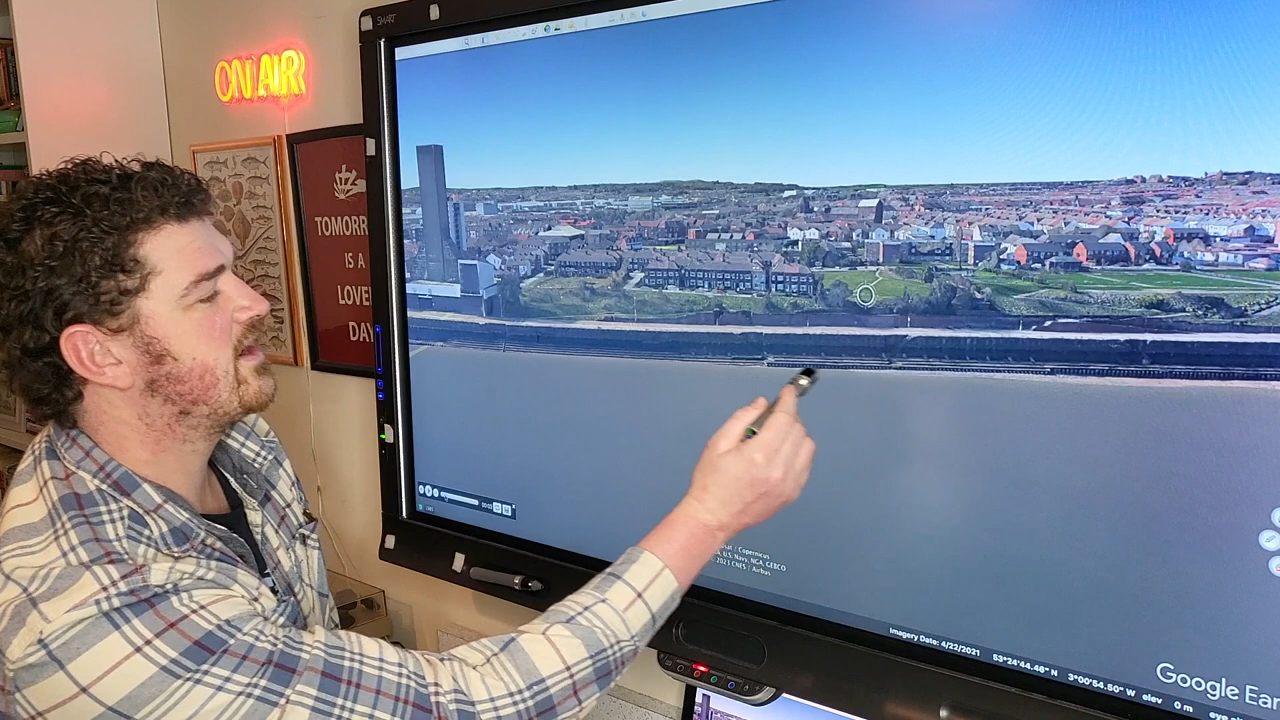 SMART
ON AIR
TOMORR
IS A
LOVE
DAY
/ Copernicus
U.S. Navy, NGA, GEBCO
2023 CNES / Airbus
Imagery Date: 4/22/2021 53°24'44.46" N 3°00'54.50" W elev 0 m
Google Ear